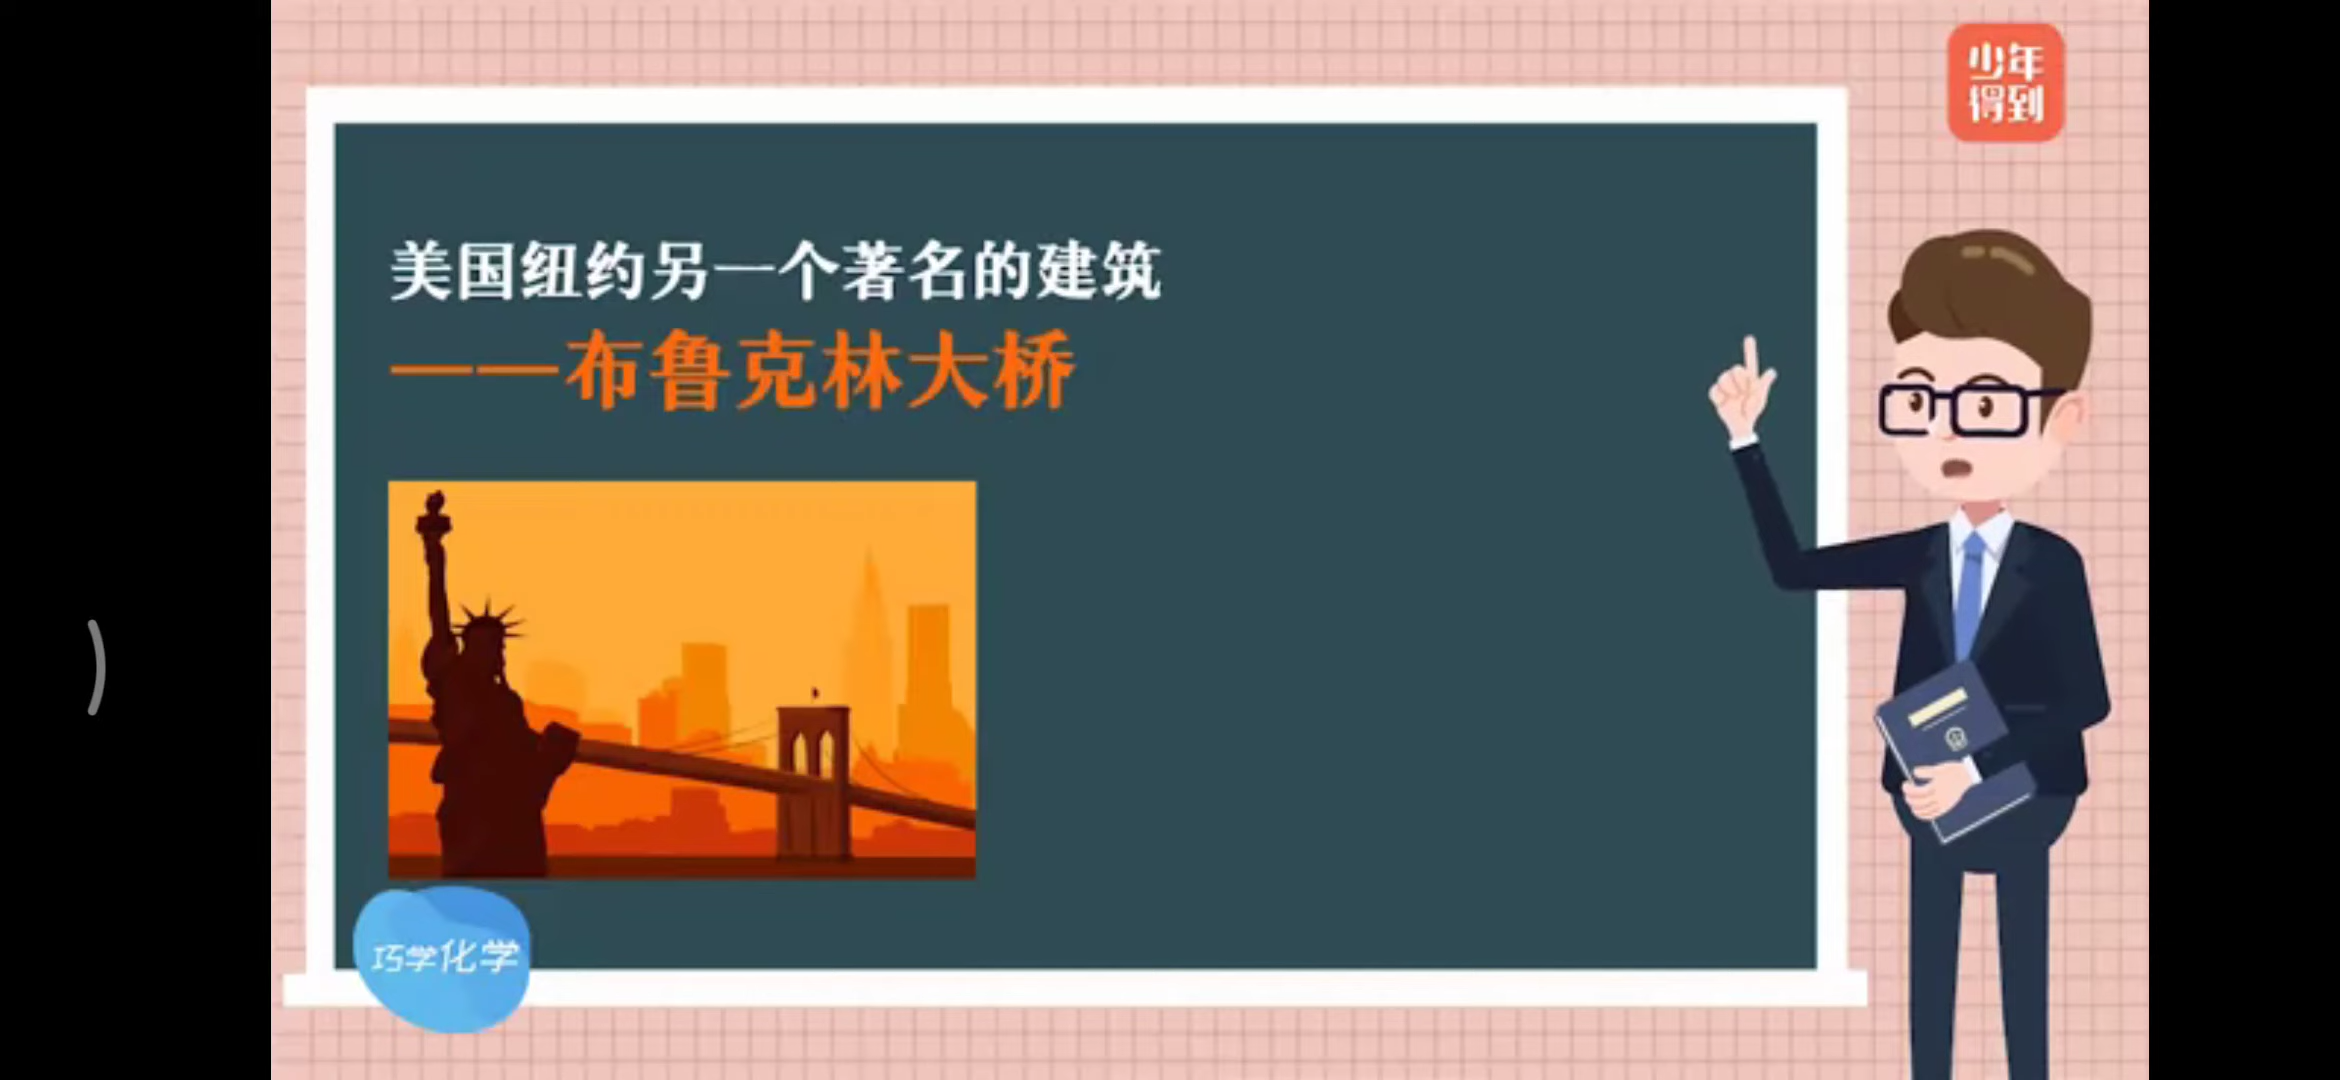 少年
得到
美国纽约另一个著名的建筑
——布鲁克林大桥
巧学化学